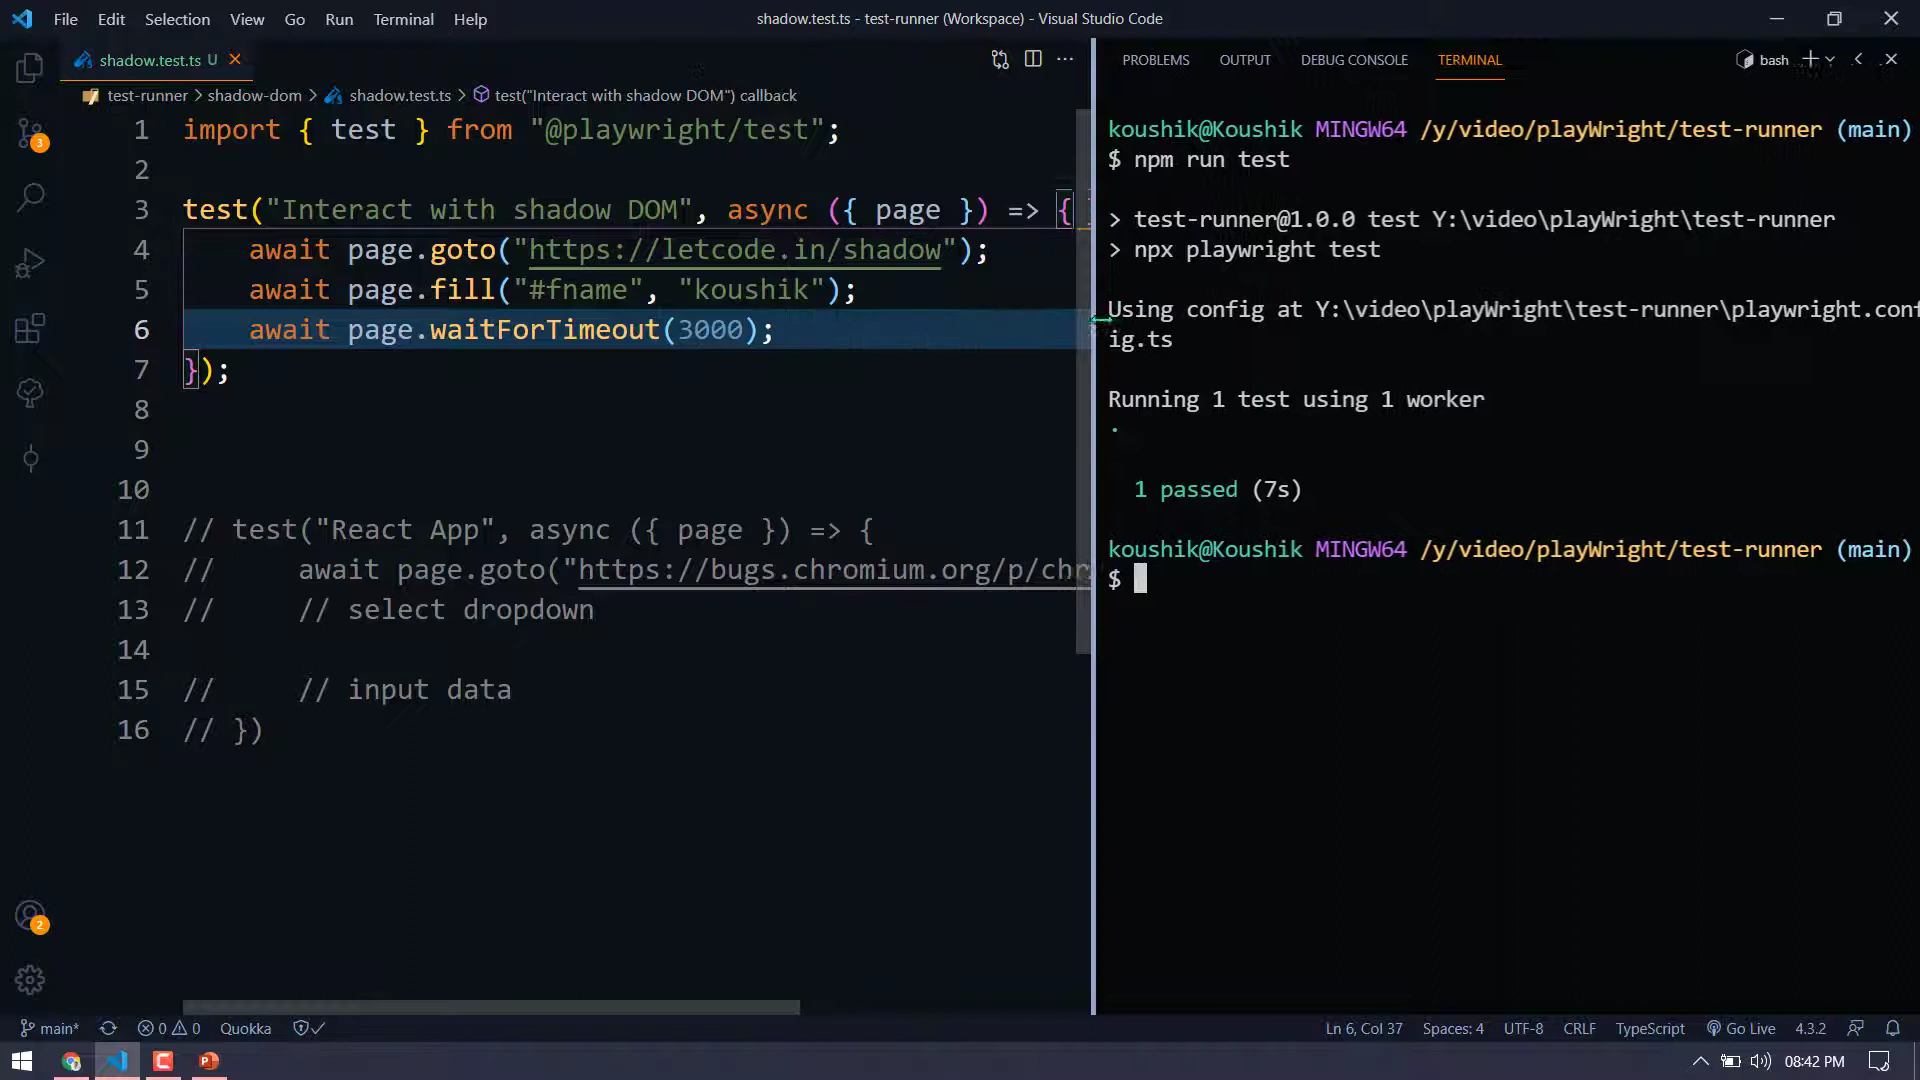 File Edit Selection View Go Run Terminal Help
shadow.test.ts - test-runner (Workspace) - Visual Studio Code
shadow.test.ts U
test-runner > shadow-dom > shadow.test.ts > test("Interact with shadow DOM") callback
1 import { test } from "@playwright/test";
2
3 test("Interact with shadow DOM", async ({ page }) => {
4 await page.goto("https://letcode.in/shadow");
5 await page.fill("#fname", "koushik");
6 await page.waitForTimeout(3000);
7 });
8
9
10
11 // test("React App", async ({ page }) => {
12 // await page.goto("https://bugs.chromium.org/p/chr
13 // // select dropdown
14
15 // // input data
16 // })
3
2
PROBLEMS OUTPUT DEBUG CONSOLE TERMINAL bash
koushik@Koushik MINGW64 /y/video/playWright/test-runner (main)
$ npm run test
> test-runner@1.0.0 test Y:\video\playWright\test-runner
> npx playwright test
Using config at Y:\video\playWright\test-runner\playwright.conf
ig.ts
Running 1 test using 1 worker
·
1 passed (7s)
koushik@Koushik MINGW64 /y/video/playWright/test-runner (main)
$
main* 0 0 Quokka Ln 6, Col 37 Spaces: 4 UTF-8 CRLF TypeScript Go Live 4.3.2
08:42 PM